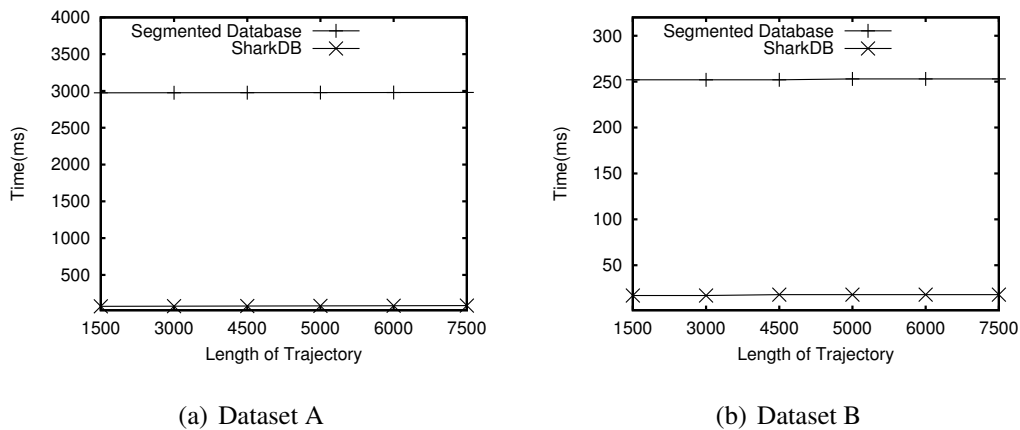 4000
3500
3000
2500
2000
1500
1000
500
Time(ms)
Segmented Database
SharkDB
1500 3000 4500 5000 6000 7500
Length of Trajectory
(a) Dataset A
300
250
200
150
100
50
Time(ms)
Segmented Database
SharkDB
1500 3000 4500 5000 6000 7500
Length of Trajectory
(b) Dataset B